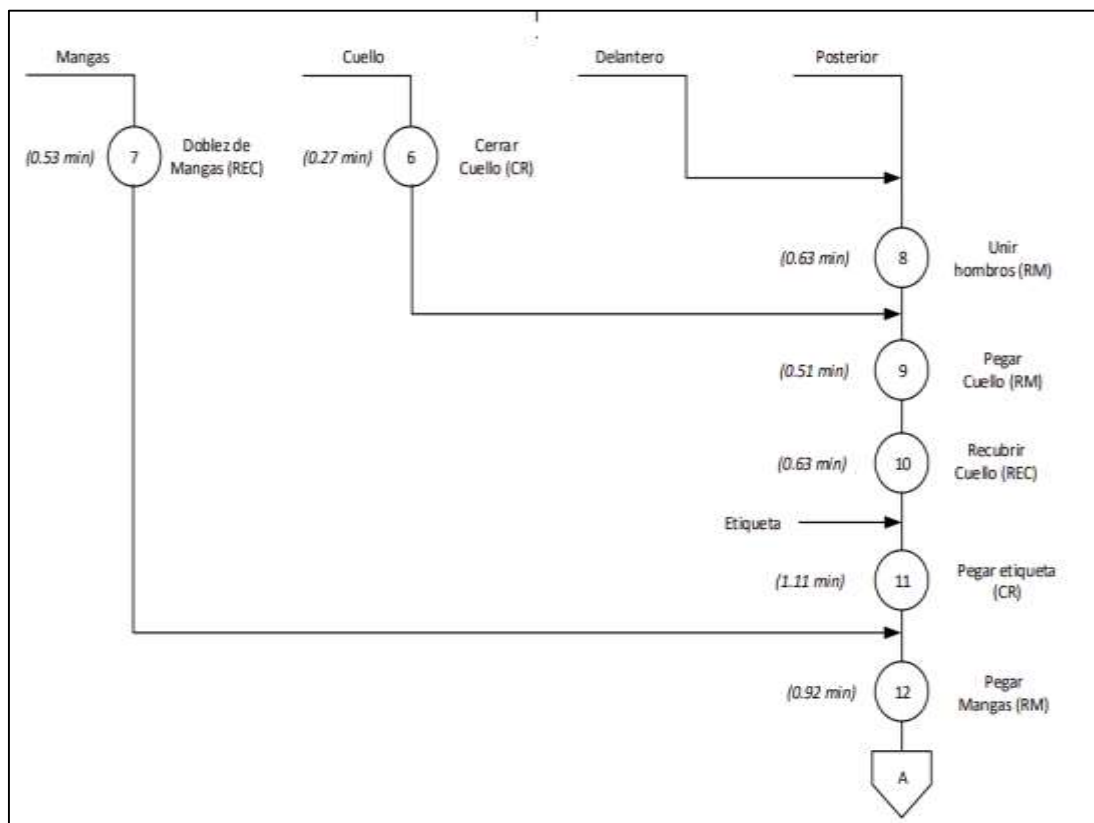 Mangas
Cuello
Delantero
Posterior
(0.53 min)
7
Doblez de
Mangas (REC)
(0.27 min)
6
Cerrar
Cuello (CR)
(0.63 min)
8
Unir
hombros (RM)
(0.51 min)
9
Pegar
Cuello (RM)
(0.63 min)
10
Recubrir
Cuello (REC)
Etiqueta
(1.11 min)
11
Pegar etiqueta
(CR)
(0.92 min)
12
Pegar
Mangas (RM)
A